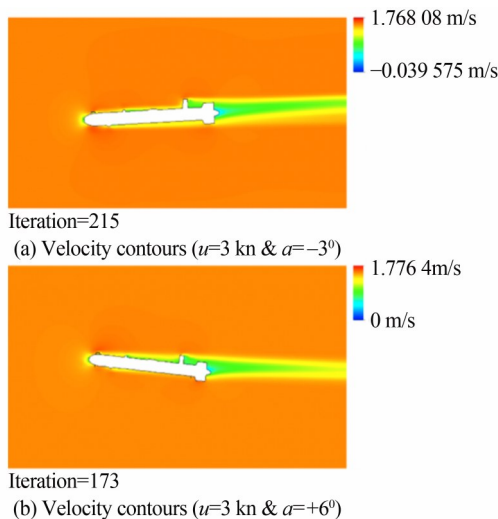 1.768 08 m/s
−0.039 575 m/s
Iteration=215
(a) Velocity contours (u=3 kn & a=−3⁰)
1.776 4m/s
0 m/s
Iteration=173
(b) Velocity contours (u=3 kn & a=+6⁰)